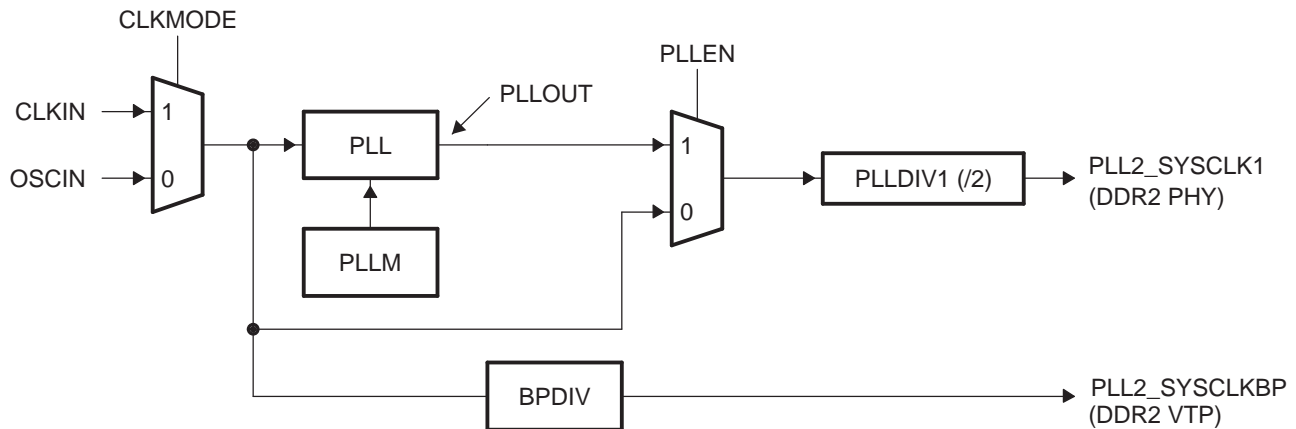 CLKMODE
CLKIN
1
OSCIN
0
PLL
PLLM
PLLOUT
PLLEN
1
0
PLLDIV1 (/2)
PLL2_SYSCLK1
(DDR2 PHY)
BPDIV
PLL2_SYSCLKBP
(DDR2 VTP)